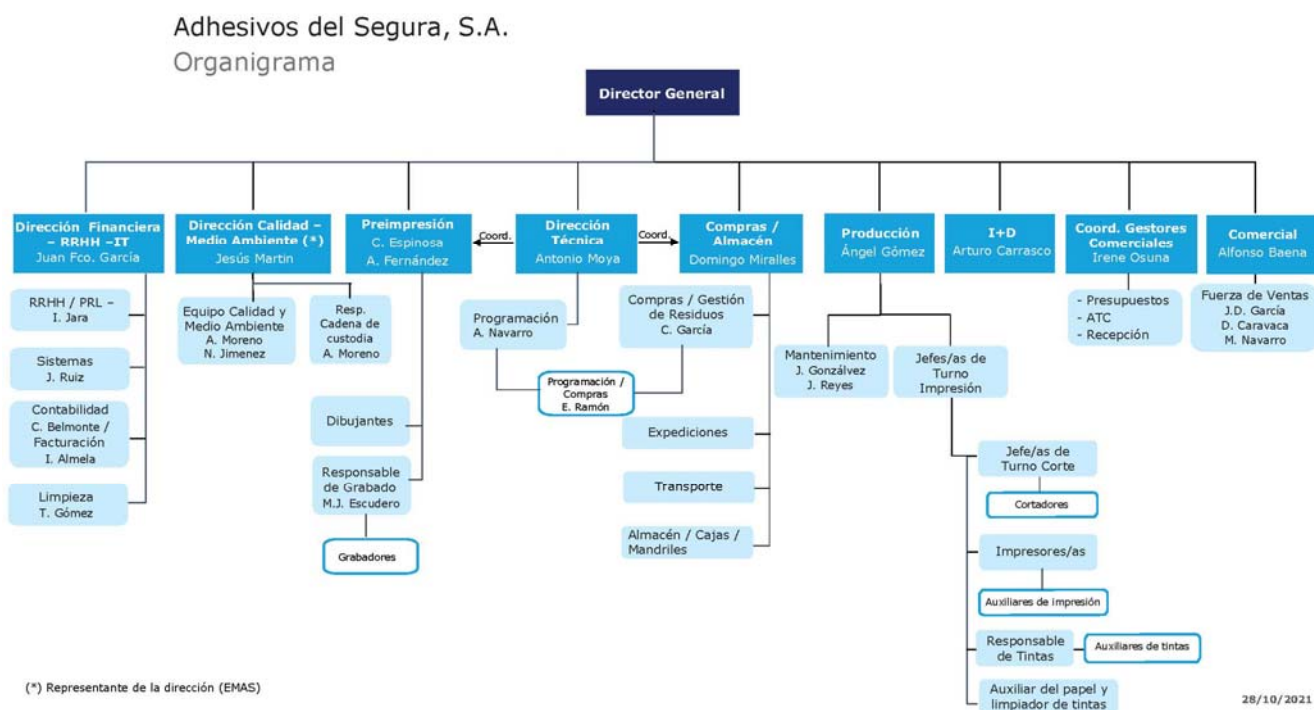 Adhesivos del Segura, S.A.
Organigrama
Director General
Dirección Financiera
– RRHH –IT
Juan Fco. García
Dirección Calidad –
Medio Ambiente (*)
Jesús Martin
Preimpresión
C. Espinosa
A. Fernández
Coord.
Dirección
Técnica
Antonio Moya
Coord.
Compras /
Almacén
Domingo Miralles
Producción
Ángel Gómez
I+D
Arturo Carrasco
Coord. Gestores
Comerciales
Irene Osuna
Comercial
Alfonso Baena
RRHH / PRL –
I. Jara
Sistemas
J. Ruiz
Contabilidad
C. Belmonte /
Facturación
I. Almela
Limpieza
T. Gómez
Equipo Calidad y
Medio Ambiente
A. Moreno
N. Jimenez
Resp.
Cadena de
custodia
A. Moreno
Dibujantes
Responsable
de Grabado
M.J. Escudero
Grabadores
Programación
A. Navarro
Programación /
Compras
E. Ramón
Compras / Gestión
de Residuos
C. García
Expediciones
Transporte
Almacén / Cajas /
Mandriles
Mantenimiento
J. Gonzálvez
J. Reyes
Jefes/as de
Turno
Impresión
Jefe/as de
Turno Corte
Cortadores
Impresores/as
Auxiliares de impresión
Responsable
de Tintas
Auxiliares de tintas
Auxiliar del papel y
limpiador de tintas
- Presupuestos
- ATC
- Recepción
Fuerza de Ventas
J.D. García
D. Caravaca
M. Navarro
(*) Representante de la dirección (EMAS)
28/10/2021